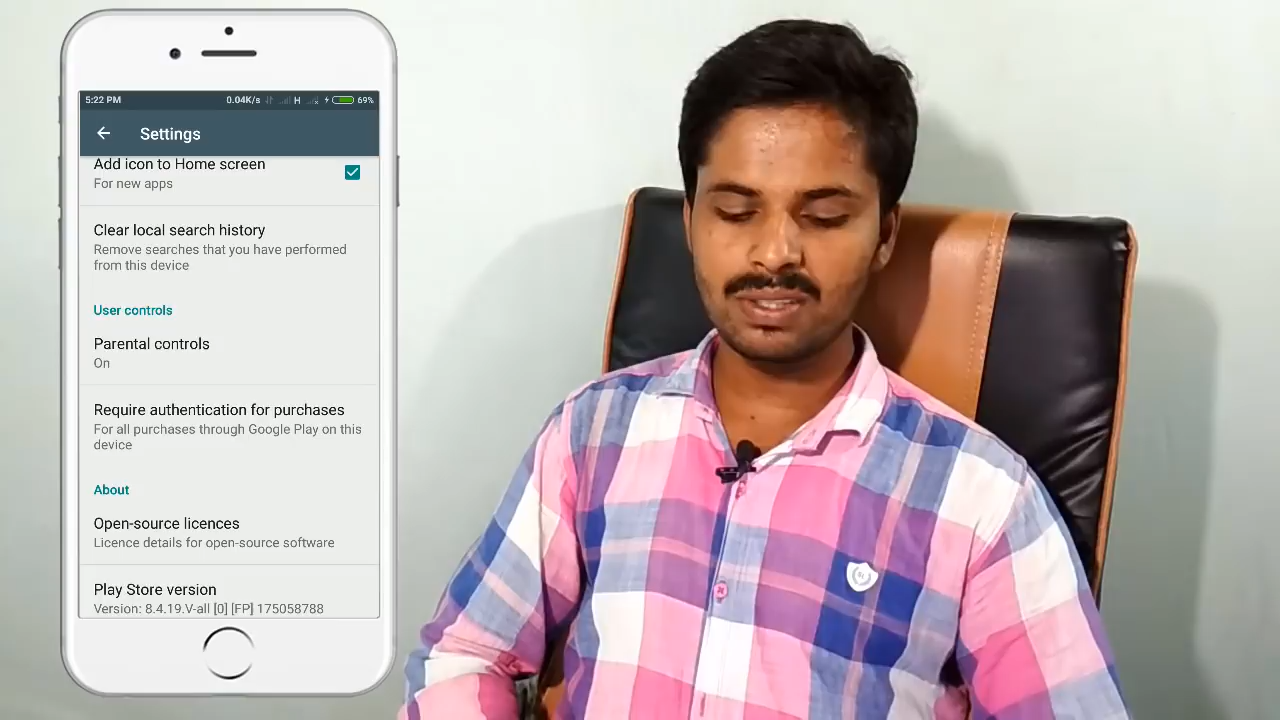 5:22 PM 0.04K/s H 69%
Settings
Add icon to Home screen
For new apps
Clear local search history
Remove searches that you have performed
from this device
User controls
Parental controls
On
Require authentication for purchases
For all purchases through Google Play on this
device
About
Open-source licences
Licence details for open-source software
Play Store version
Version: 8.4.19.V-all [0] [FP] 175058788